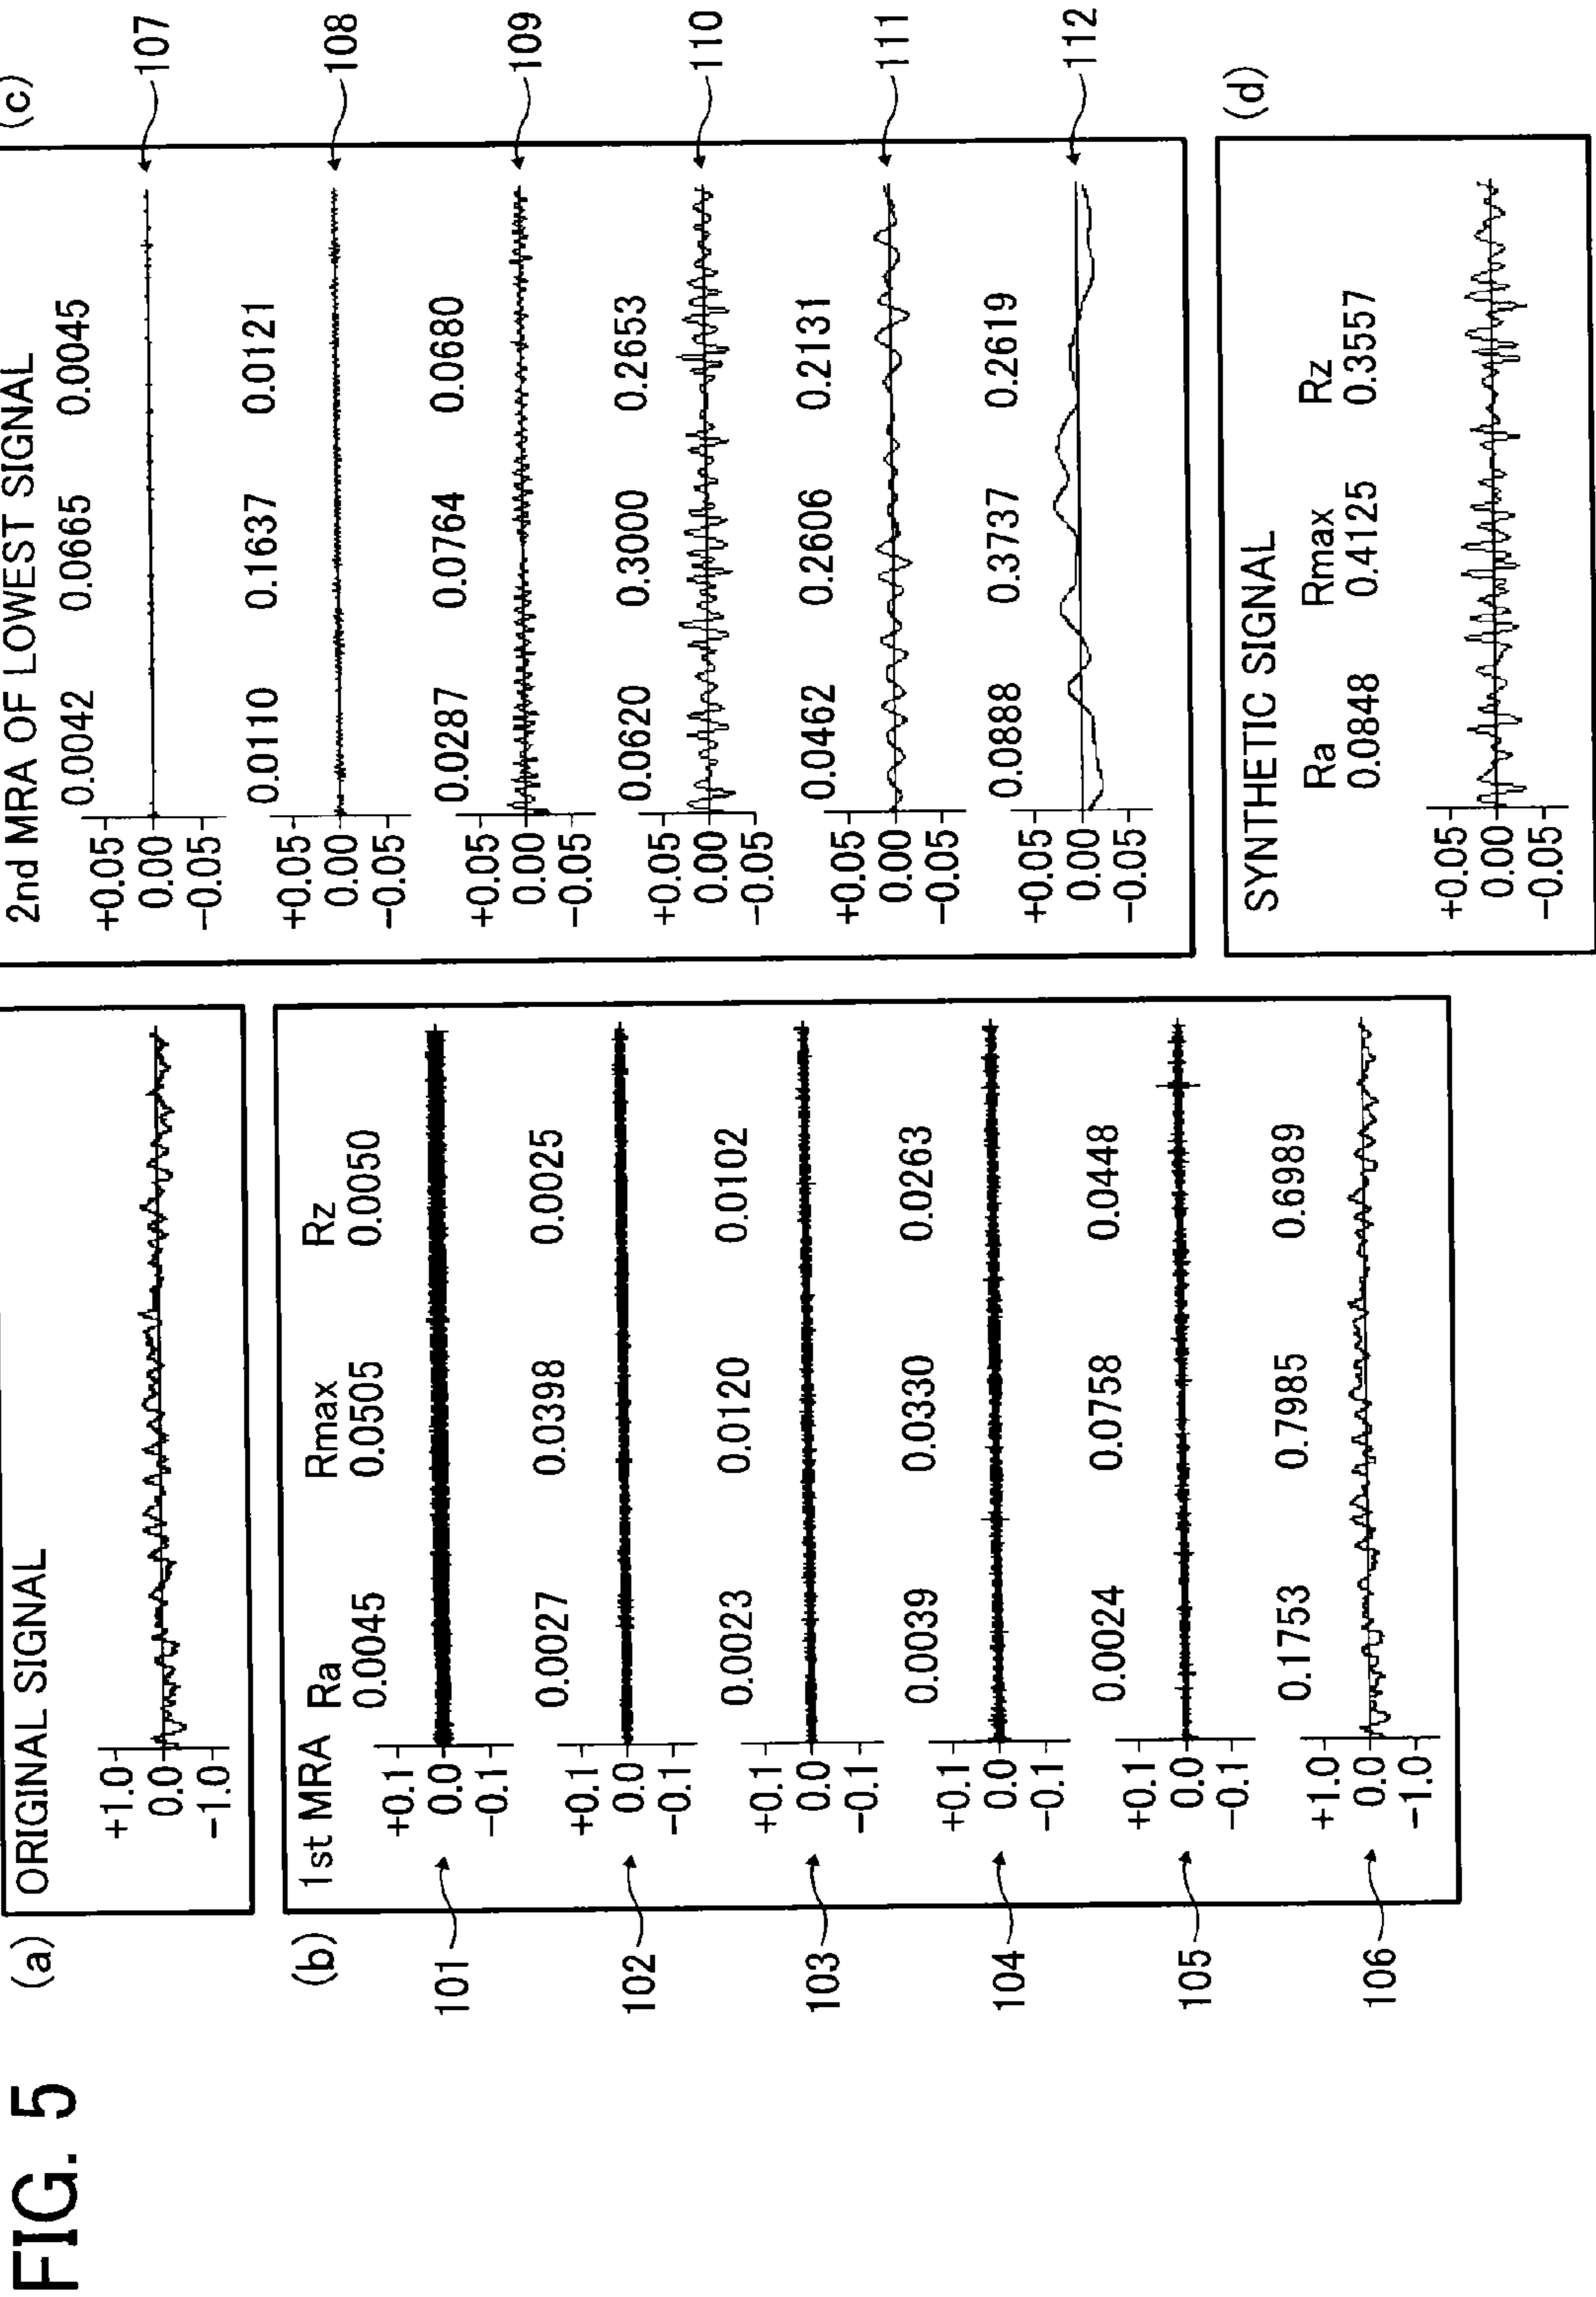 FIG. 5
(a)
ORIGINAL SIGNAL
+1.0
0.0
−1.0
(b)
1st MRA Ra Rmax Rz
0.0045 0.0505 0.0050
+0.1
0.0
−0.1
101
0.0027 0.0398 0.0025
+0.1
0.0
−0.1
102
0.0023 0.0120 0.0102
+0.1
0.0
−0.1
103
0.0039 0.0330 0.0263
+0.1
0.0
−0.1
104
0.0024 0.0758 0.0448
+0.1
0.0
−0.1
105
0.1753 0.7985 0.6989
+1.0
0.0
−1.0
106
(c)
2nd MRA OF LOWEST SIGNAL
0.0042 0.0665 0.0045
+0.05
0.00
−0.05
107
0.0110 0.1637 0.0121
+0.05
0.00
−0.05
108
0.0287 0.0764 0.0680
+0.05
0.00
−0.05
109
0.0620 0.3000 0.2653
+0.05
0.00
−0.05
110
0.0462 0.2606 0.2131
+0.05
0.00
−0.05
111
0.0888 0.3737 0.2619
+0.05
0.00
−0.05
112
(d)
SYNTHETIC SIGNAL
Ra Rmax Rz
0.0848 0.4125 0.3557
+0.05
0.00
−0.05